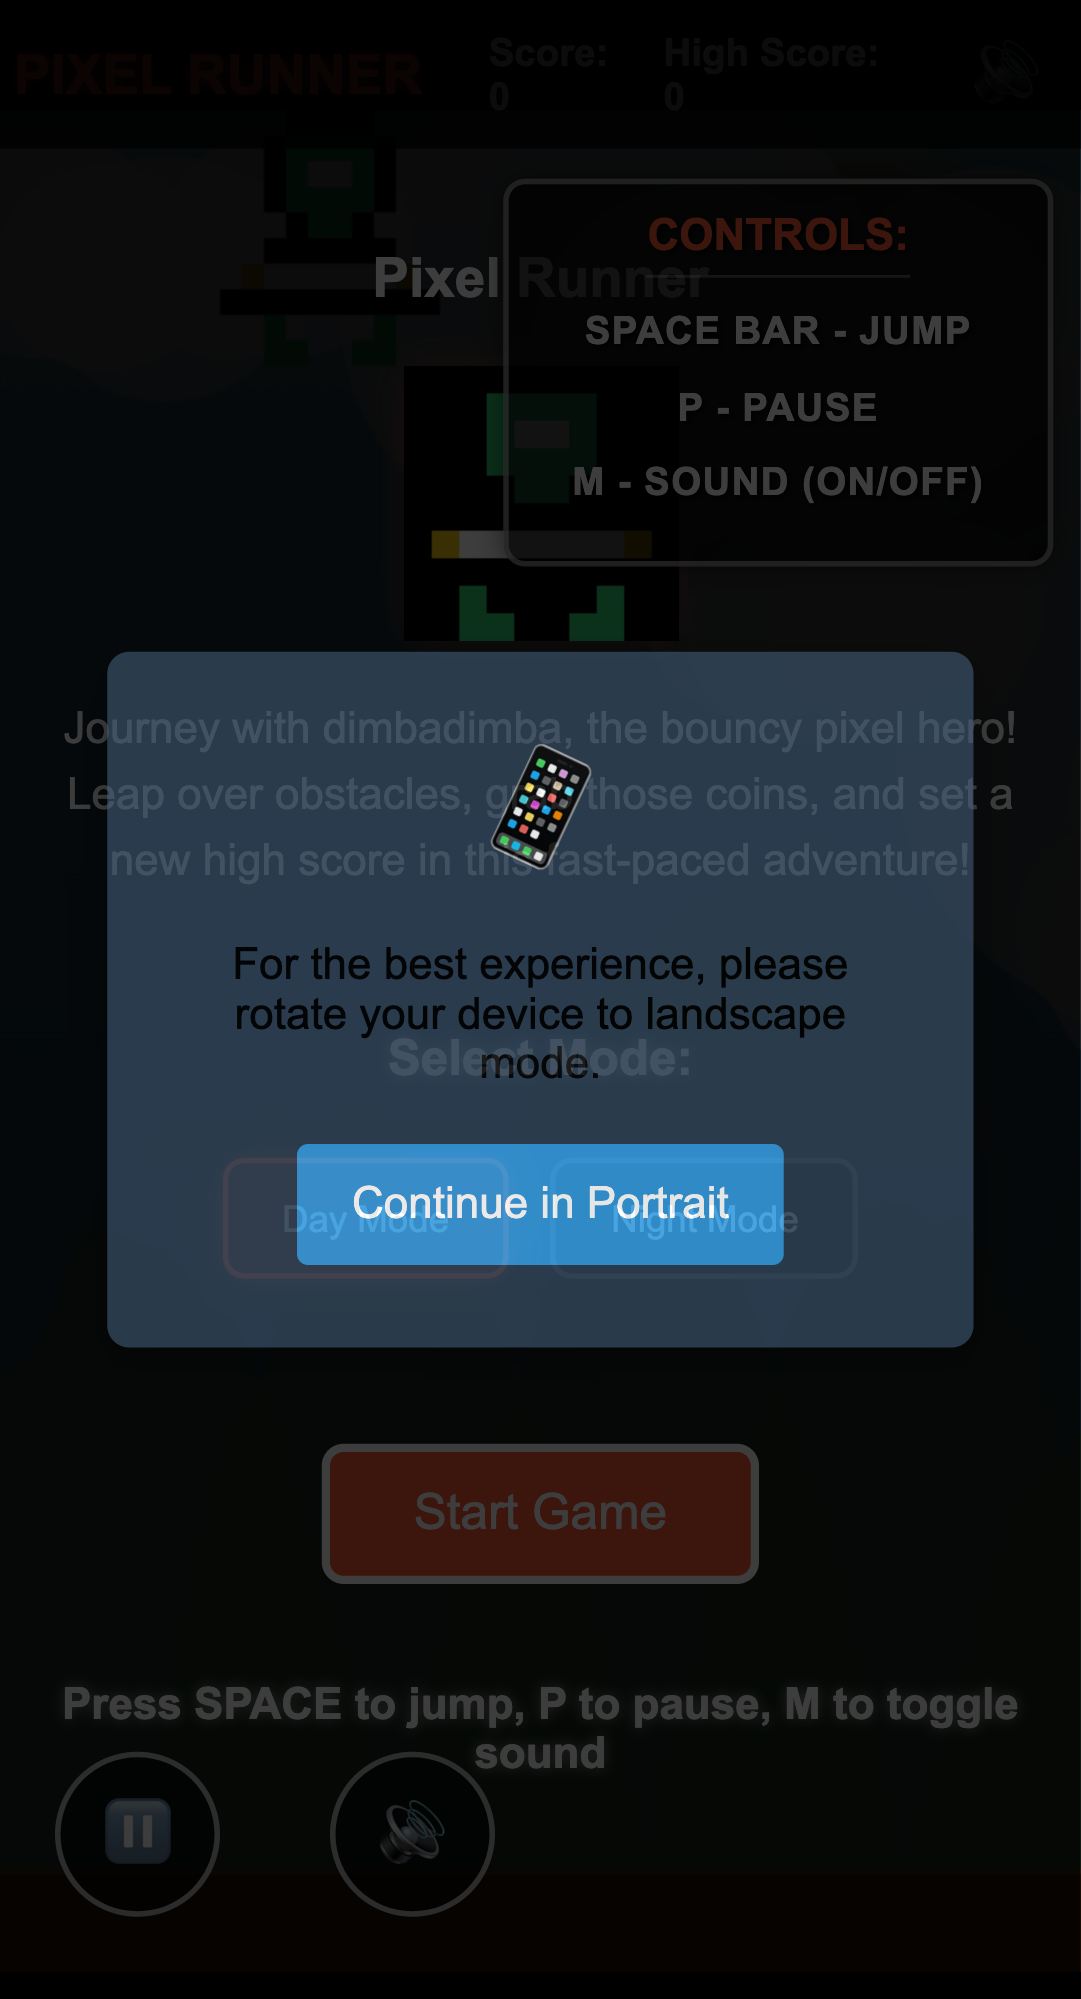 PIXEL RUNNER
Score:
0
High Score:
0
CONTROLS:
Pixel Runner
SPACE BAR - JUMP
P - PAUSE
M - SOUND (ON/OFF)
Journey with dimbadimba, the bouncy pixel hero!
Leap over obstacles, those coins, and set a
new high score in this fast-paced adventure!
For the best experience, please
rotate your device to landscape
mode.
Select Mode:
Continue in Portrait
Day Mode
Night Mode
Start Game
Press SPACE to jump, P to pause, M to toggle
sound